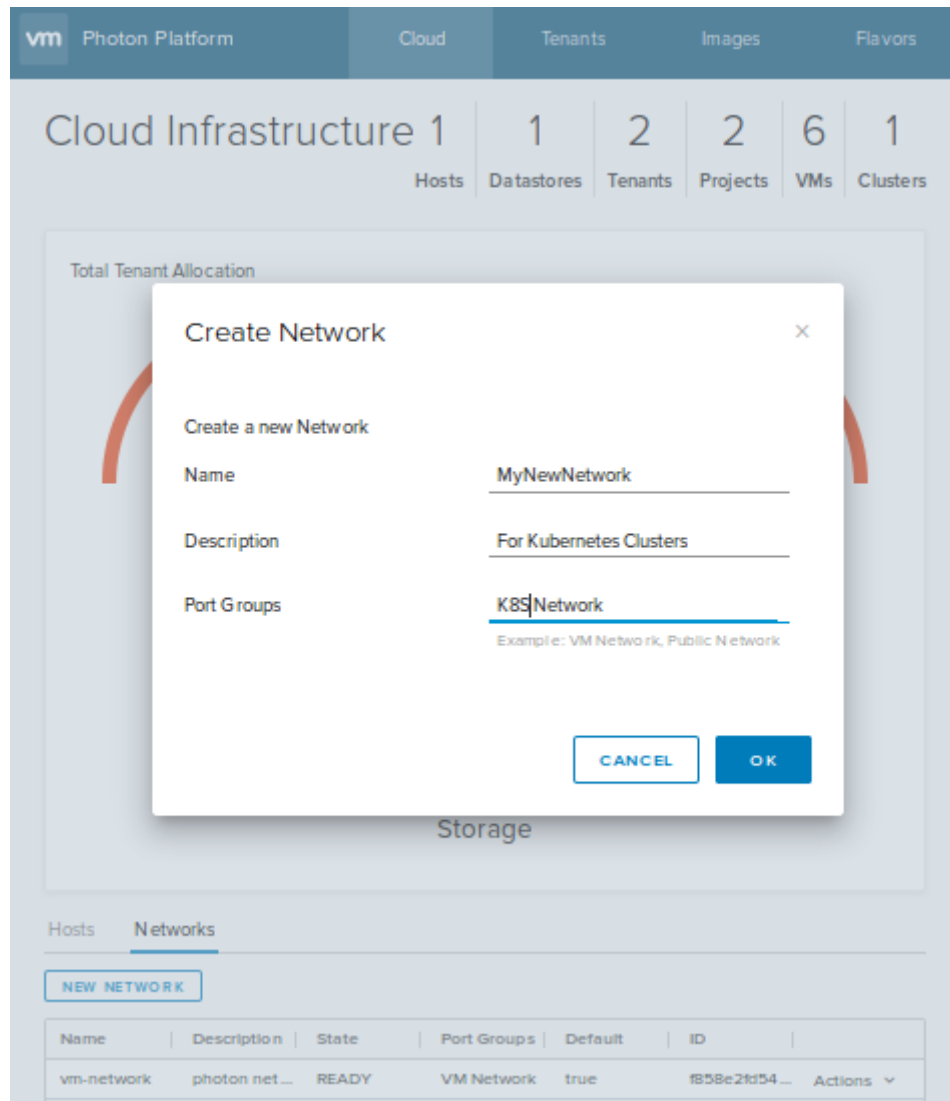 vm Photon Platform Cloud Tenants Images Flavors
Cloud Infrastructure 1 1 2 2 6 1
Hosts Datastores Tenants Projects VMs Clusters
Total Tenant Allocation
Create Network ×
Create a new Network
Name MyNewNetwork
Description For Kubernetes Clusters
Port Groups K8SNetwork
Example: VM Network, Public Network
CANCEL OK
Storage
Hosts Networks
NEW NETWORK
Name Description State Port Groups Default ID
vm-network photon net... READY VM Network true f858e2fd54... Actions